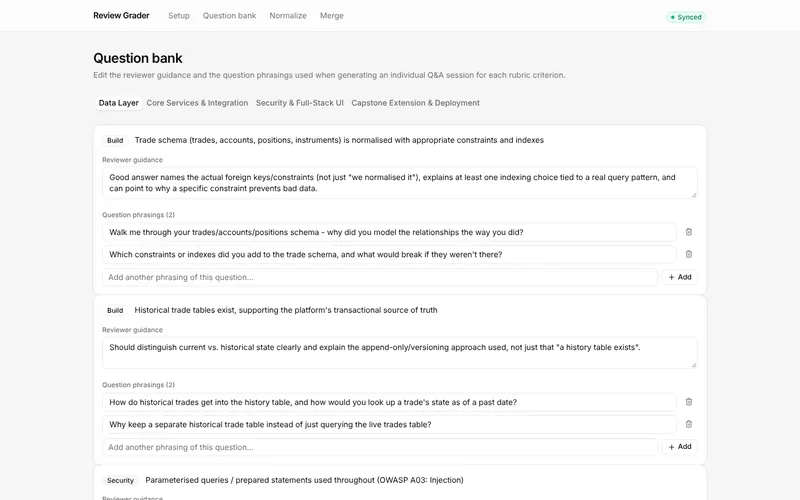 Review Grader Setup Question bank Normalize Merge Synced
Question bank
Edit the reviewer guidance and the question phrasings used when generating an individual Q&A session for each rubric criterion.
Data Layer Core Services & Integration Security & Full-Stack UI Capstone Extension & Deployment
Build Trade schema (trades, accounts, positions, instruments) is normalised with appropriate constraints and indexes
Reviewer guidance
Good answer names the actual foreign keys/constraints (not just "we normalised it"), explains at least one indexing choice tied to a real query pattern, and
can point to why a specific constraint prevents bad data.
Question phrasings (2)
Walk me through your trades/accounts/positions schema - why did you model the relationships the way you did?
Which constraints or indexes did you add to the trade schema, and what would break if they weren't there?
Add another phrasing of this question... + Add
Build Historical trade tables exist, supporting the platform's transactional source of truth
Reviewer guidance
Should distinguish current vs. historical state clearly and explain the append-only/versioning approach used, not just that "a history table exists".
Question phrasings (2)
How do historical trades get into the history table, and how would you look up a trade's state as of a past date?
Why keep a separate historical trade table instead of just querying the live trades table?
Add another phrasing of this question... + Add
Security Parameterised queries / prepared statements used throughout (OWASP A03: Injection)
Reviewer guidance